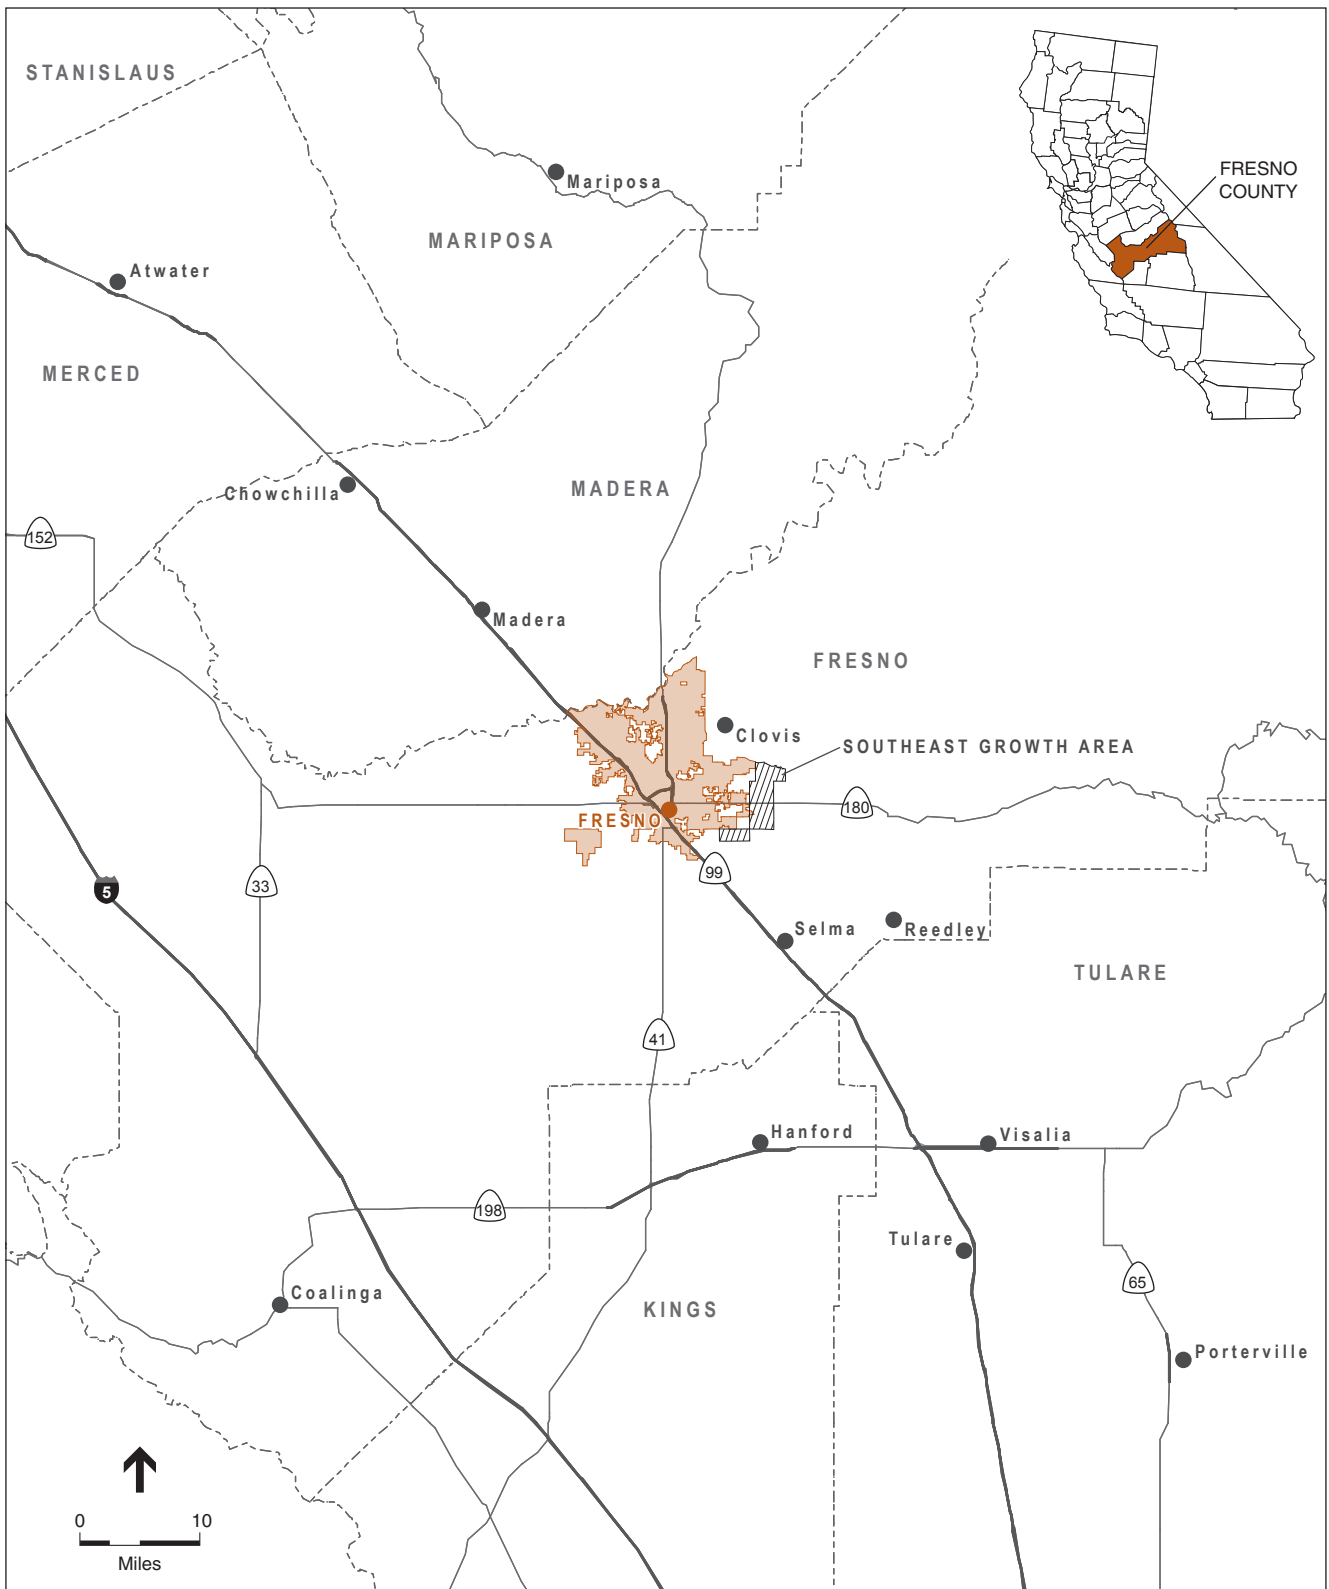 STANISLAUS
Mariposa
FRESNO
COUNTY
MARIPOSA
Atwater
MERCED
Chowchilla
MADERA
152
Madera
FRESNO
Clovis
SOUTHEAST GROWTH AREA
180
FRESNO
99
5
33
Selma
Reedley
TULARE
41
Hanford
Visalia
198
Tulare
65
Coalinga
KINGS
Porterville
0 10
Miles